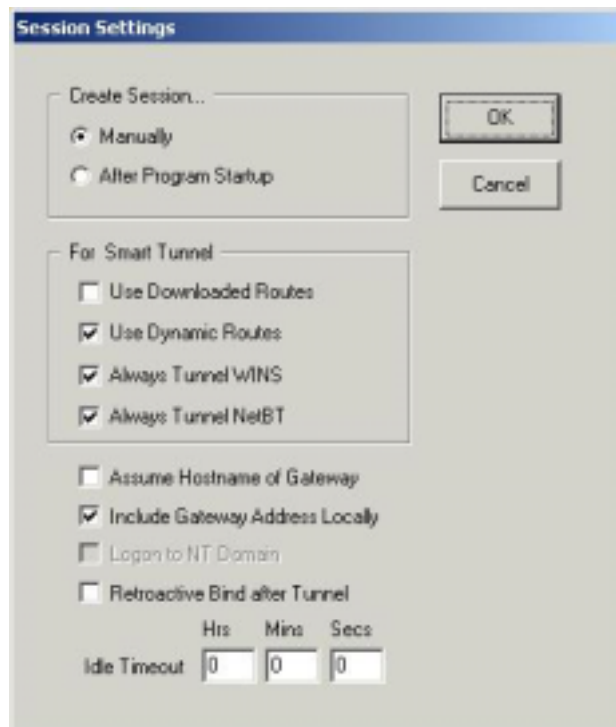 Session Settings
Create Session...
Manually
After Program Startup
OK
Cancel
For Smart Tunnel
Use Downloaded Routes
Use Dynamic Routes
Always Tunnel WINS
Always Tunnel NetBT
Assume Hostname of Gateway
Include Gateway Address Locally
Logon to NT Domain
Retroactive Bind after Tunnel
Hrs Mins Secs
Idle Timeout 0 0 0